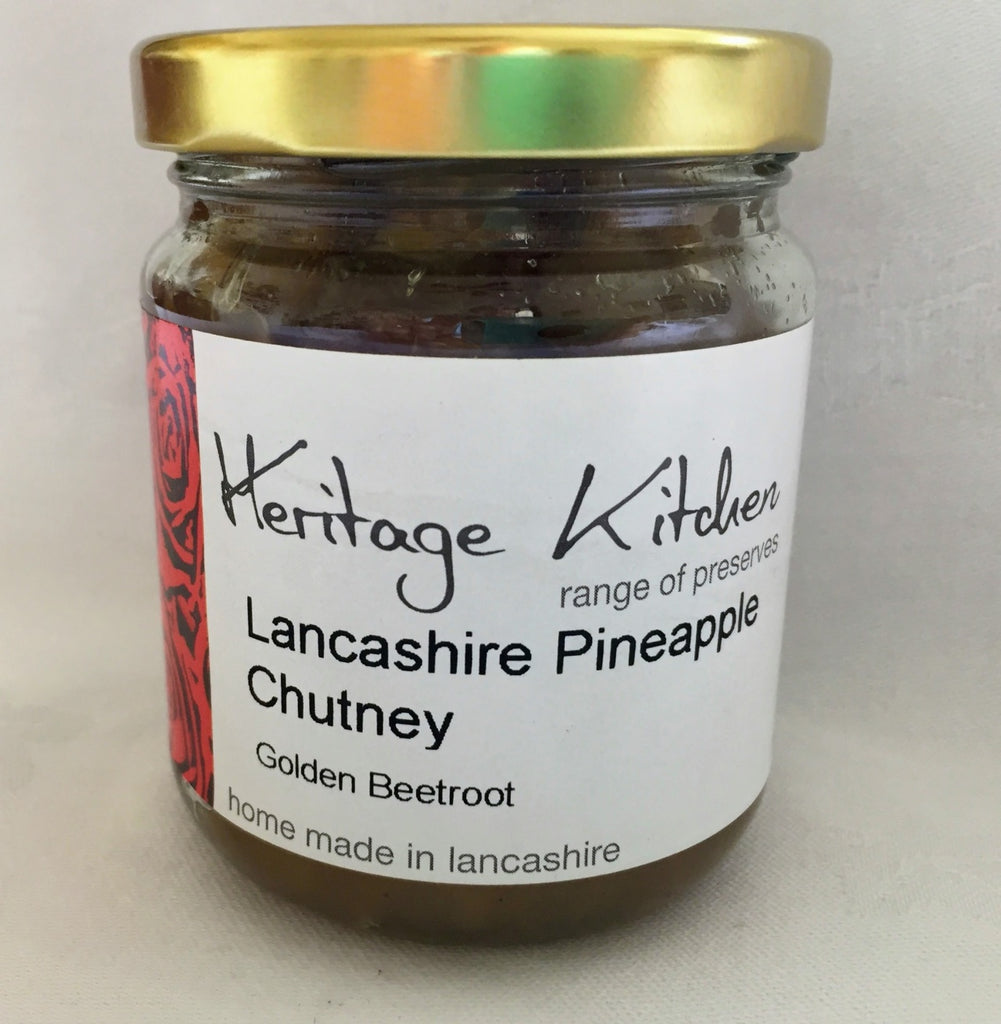 Heritage Kitchen
range of preserves
Lancashire Pineapple
Chutney
Golden Beetroot
home made in lancashire